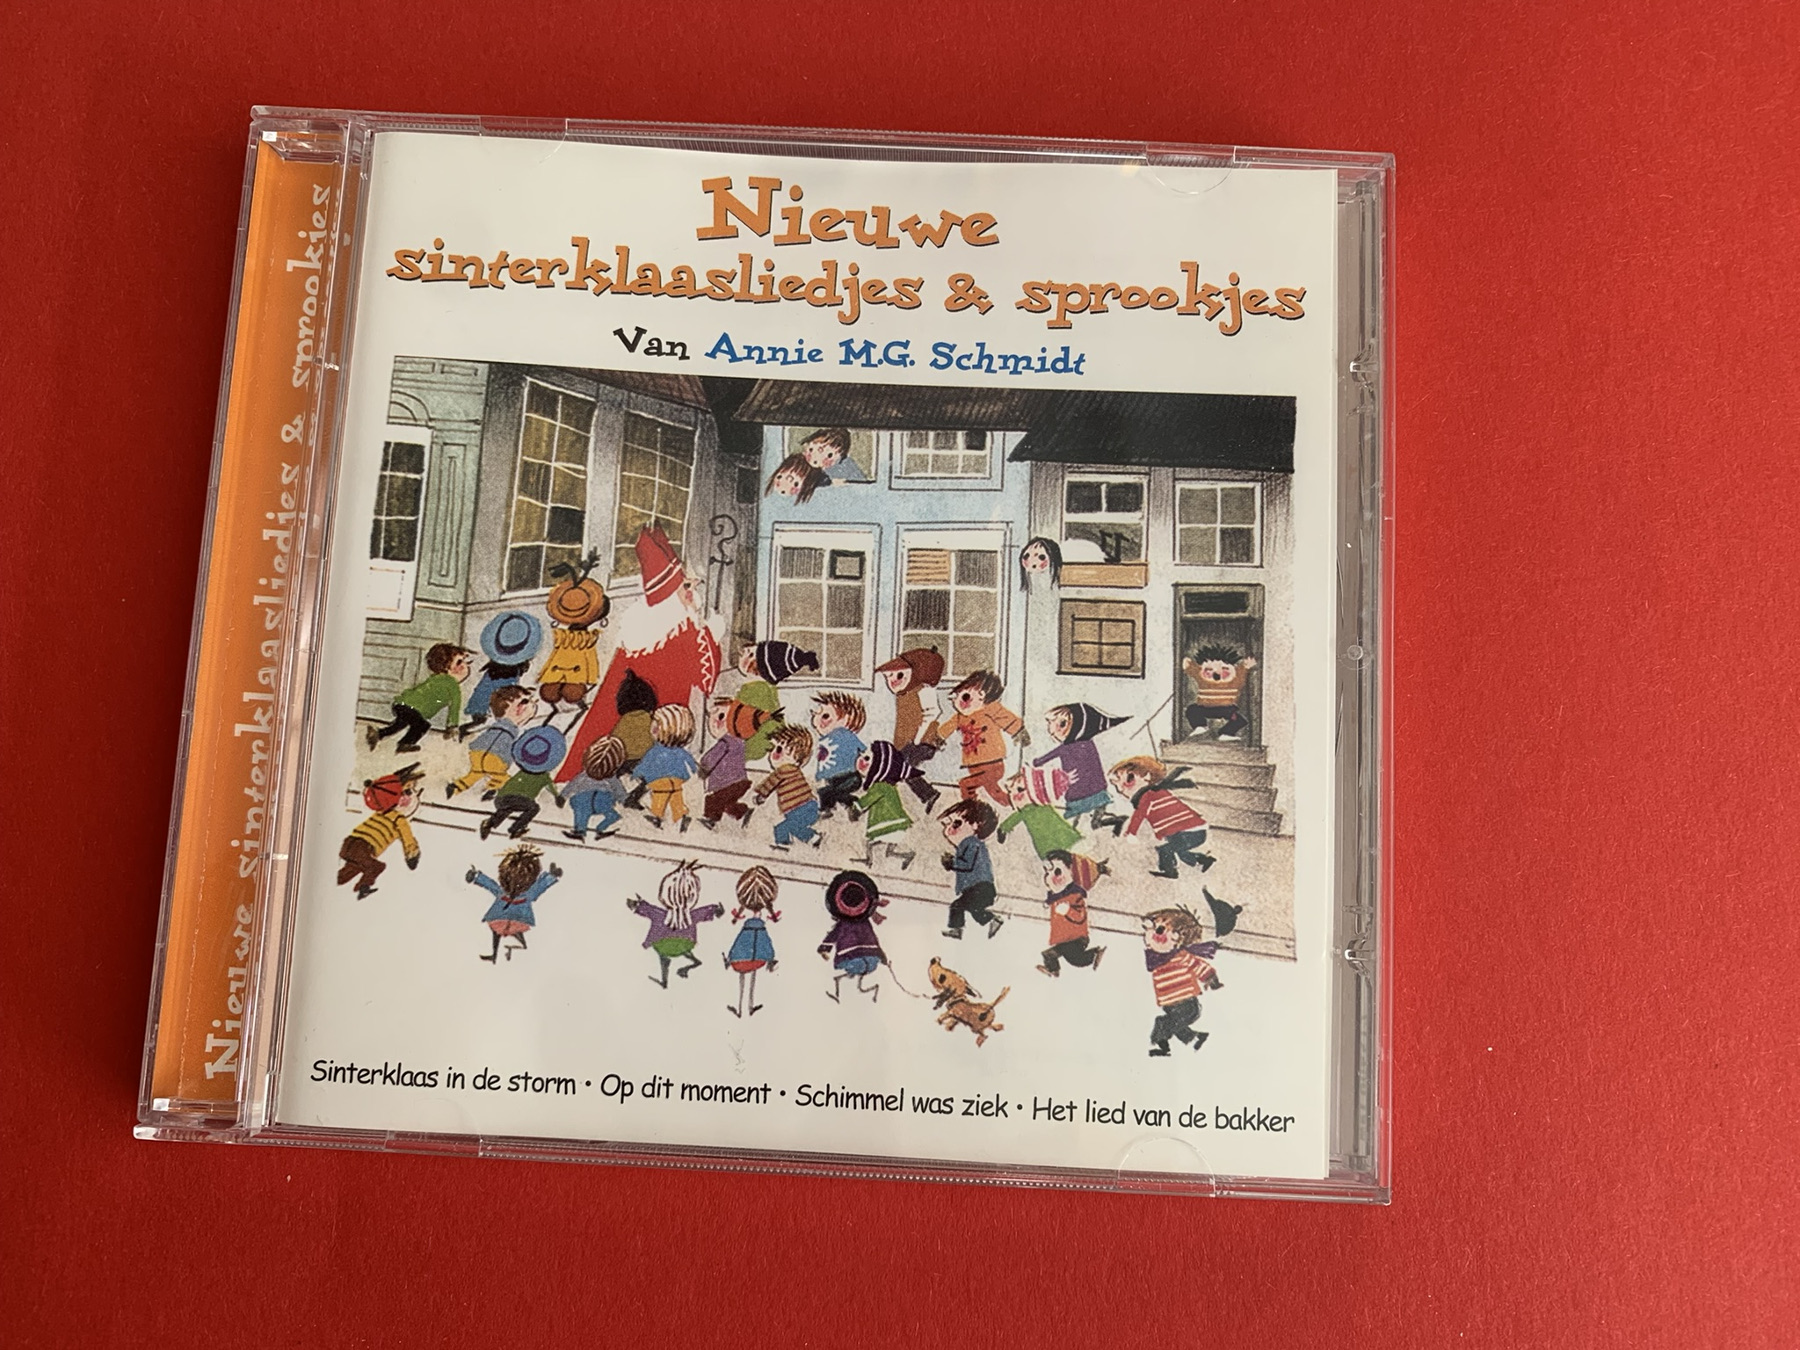 Nieuwe
sinterklaasliedjes & sprookjes
Van Annie M.G. Schmidt
Sinterklaas in de storm • Op dit moment • Schimmel was ziek • Het lied van de bakker
Nieuwe sinterklaasliedjes & sprookjes